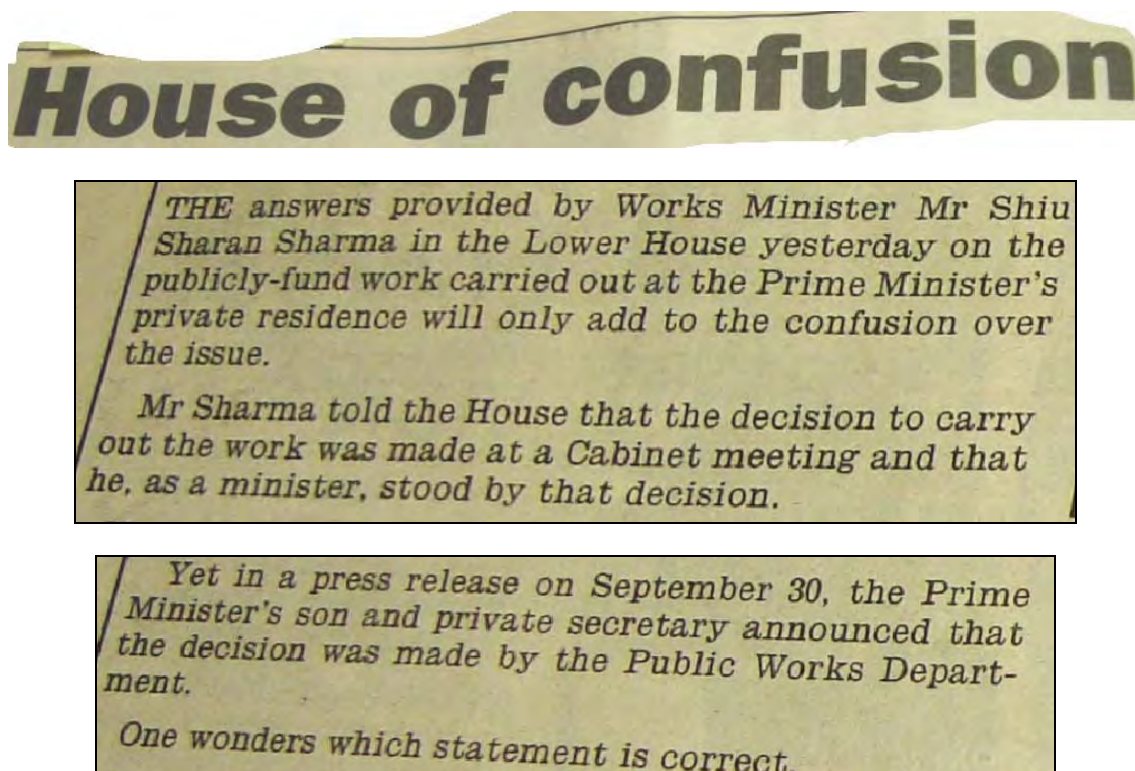 House of confusion
THE answers provided by Works Minister Mr Shiu
Sharan Sharma in the Lower House yesterday on the
publicly-fund work carried out at the Prime Minister's
private residence will only add to the confusion over
the issue.
Mr Sharma told the House that the decision to carry
out the work was made at a Cabinet meeting and that
he, as a minister, stood by that decision.
Yet in a press release on September 30, the Prime
Minister's son and private secretary announced that
the decision was made by the Public Works Depart-
ment.
One wonders which statement is correct.